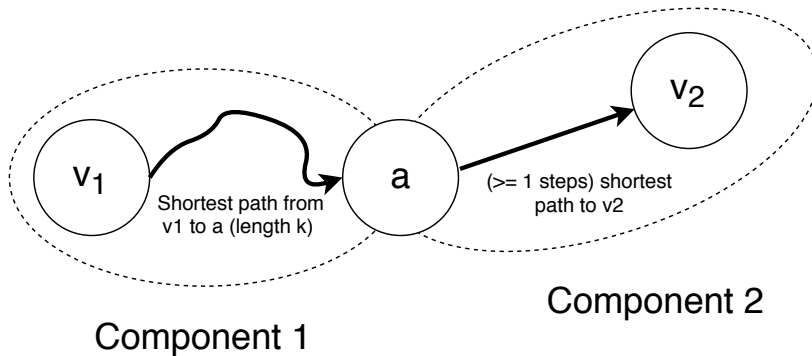 v1
Shortest path from
v1 to a (length k)
a
(>= 1 steps) shortest
path to v2
v2
Component 1
Component 2